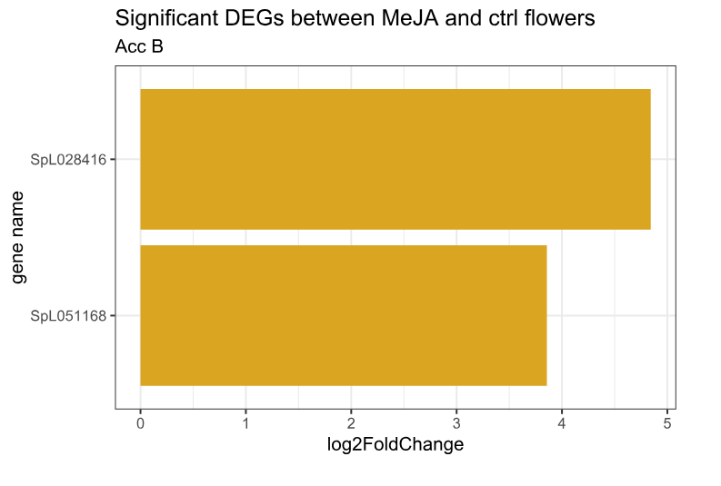 Significant DEGs between MeJA and ctrl flowers
Acc B
gene name
SpL028416
SpL051168
0 1 2 3 4 5
log2FoldChange